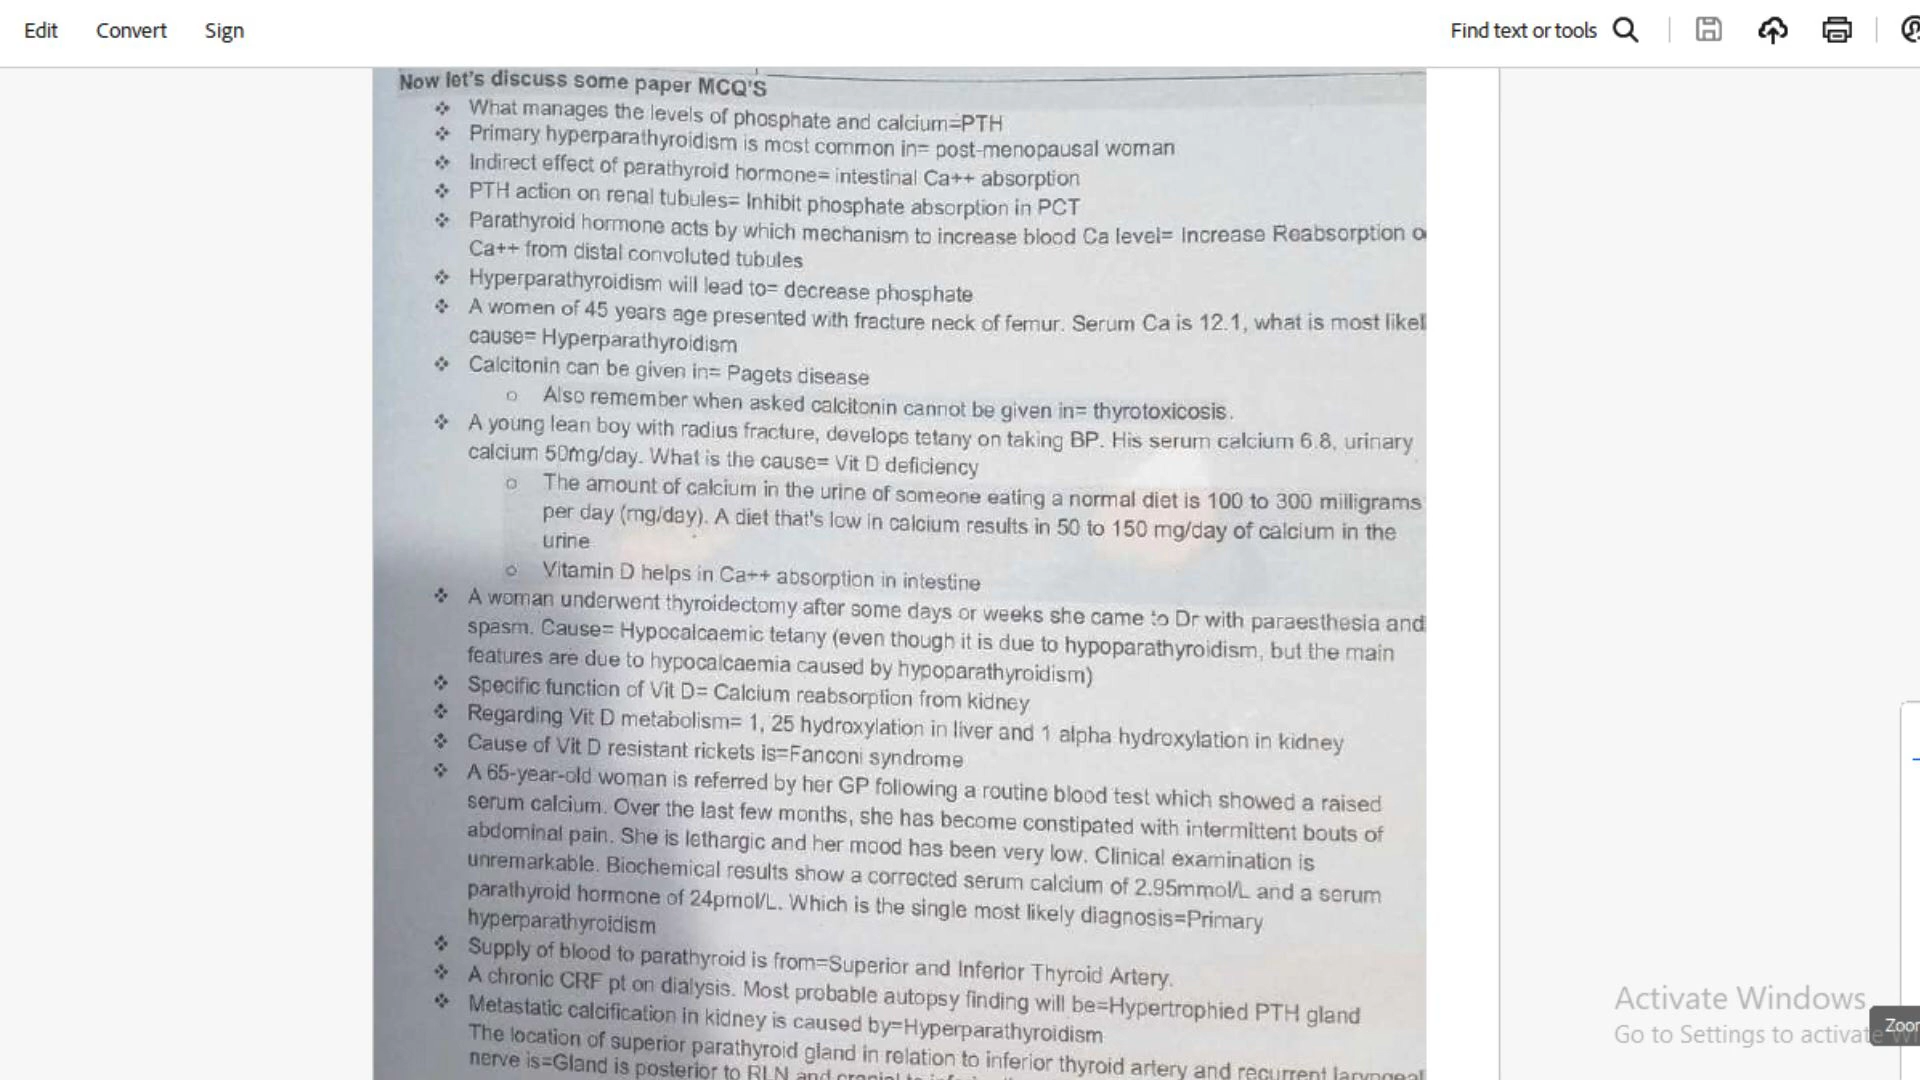 Edit Convert Sign Find text or tools
Now let's discuss some paper MCQ'S
❖ What manages the levels of phosphate and calcium=PTH
❖ Primary hyperparathyroidism is most common in= post-menopausal woman
❖ Indirect effect of parathyroid hormone= intestinal Ca++ absorption
❖ PTH action on renal tubules= Inhibit phosphate absorption in PCT
❖ Parathyroid hormone acts by which mechanism to increase blood Ca level= Increase Reabsorption o
Ca++ from distal convoluted tubules
❖ Hyperparathyroidism will lead to= decrease phosphate
❖ A women of 45 years age presented with fracture neck of femur. Serum Ca is 12.1, what is most likel
cause= Hyperparathyroidism
❖ Calcitonin can be given in= Pagets disease
o Also remember when asked calcitonin cannot be given in= thyrotoxicosis.
❖ A young lean boy with radius fracture, develops tetany on taking BP. His serum calcium 6.8, urinary
calcium 50mg/day. What is the cause= Vit D deficiency
o The amount of calcium in the urine of someone eating a normal diet is 100 to 300 milligrams
per day (mg/day). A diet that's low in calcium results in 50 to 150 mg/day of calcium in the
urine
o Vitamin D helps in Ca++ absorption in intestine
❖ A woman underwent thyroidectomy after some days or weeks she came to Dr with paraesthesia and
spasm. Cause= Hypocalcaemic tetany (even though it is due to hypoparathyroidism, but the main
features are due to hypocalcaemia caused by hypoparathyroidism)
❖ Specific function of Vit D= Calcium reabsorption from kidney
❖ Regarding Vit D metabolism= 1, 25 hydroxylation in liver and 1 alpha hydroxylation in kidney
❖ Cause of Vit D resistant rickets is=Fanconi syndrome
❖ A 65-year-old woman is referred by her GP following a routine blood test which showed a raised
serum calcium. Over the last few months, she has become constipated with intermittent bouts of
abdominal pain. She is lethargic and her mood has been very low. Clinical examination is
unremarkable. Biochemical results show a corrected serum calcium of 2.95mmol/L and a serum
parathyroid hormone of 24pmol/L. Which is the single most likely diagnosis=Primary
hyperparathyroidism
❖ Supply of blood to parathyroid is from=Superior and Inferior Thyroid Artery.
❖ A chronic CRF pt on dialysis. Most probable autopsy finding will be=Hypertrophied PTH gland
❖ Metastatic calcification in kidney is caused by=Hyperparathyroidism
The location of superior parathyroid gland in relation to inferior thyroid artery and recurrent laryngeal
nerve is=Gland is posterior to RLN and cranial to
Activate Windows
Go to Settings to activate
Zoo